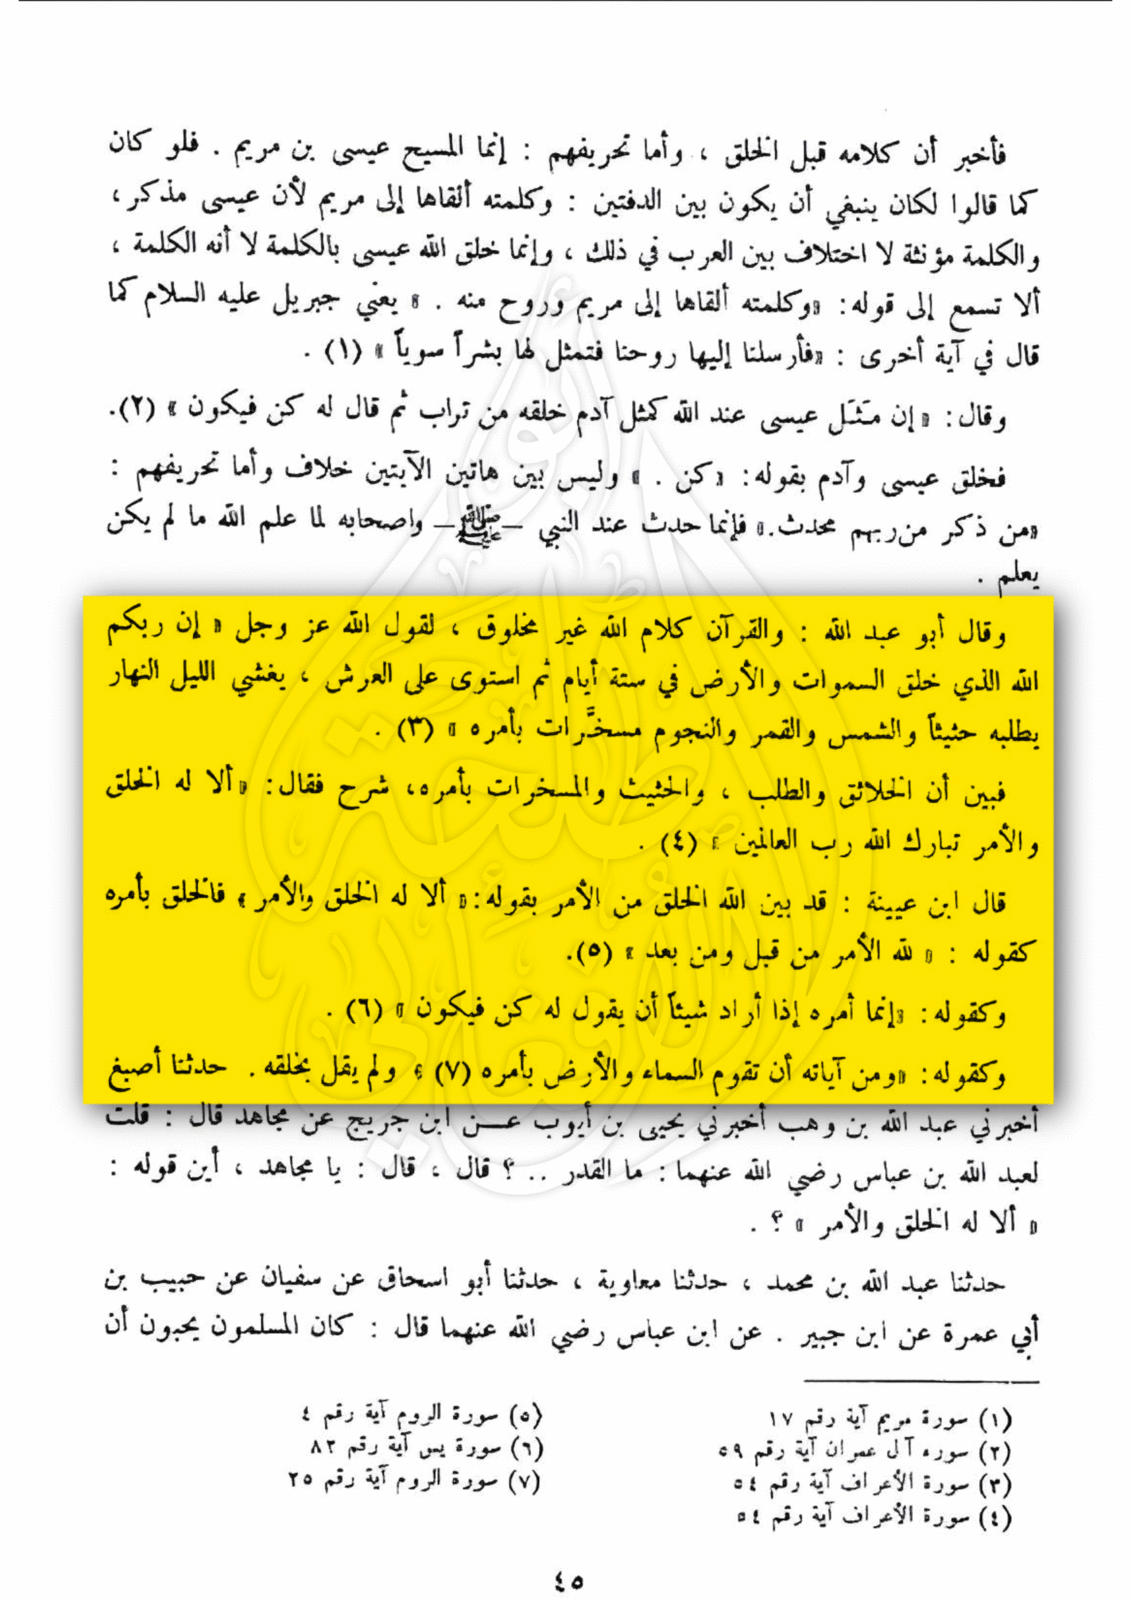 فأخبر أن كلامه قبل الخلق ، وأما تحريفهم : إنما المسيح عيسى بن مريم . فلو كان
كما قالوا لكان ينبغي أن يكون بين الدفتين : وكلمته ألقاها إلى مريم لأن عيسى مذكر ،
والكلمة مؤنثة لا اختلاف بين العرب في ذلك ، وإنما خلق الله عيسى بالكلمة لا أنه الكلمة ،
ألا تسمع إلى قوله: «وكلمته ألقاها إلى مريم وروح منه . » يعني جبريل عليه السلام كما
قال في آية أخرى : «فأرسلنا إليها روحنا فتمثل لها بشراً سوياً » (١) .
وقال: « إن مَثَل عيسى عند الله كمثل آدم خلقه من تراب ثم قال له كن فيكون » (٢).
فخلق عيسى وآدم بقوله: «كن . » وليس بين هاتين الآيتين خلاف وأما تحريفهم :
«من ذكر من ربهم محدث.» فإنما حدث عند النبي – ﷺ – واصحابه لما علم الله ما لم يكن
يعلم .
وقال أبو عبد الله : والقرآن كلام الله غير مخلوق ، لقول الله عز وجل « إن ربكم
الله الذي خلق السموات والأرض في ستة أيام ثم استوى على العرش ، يغشي الليل النهار
يطلبه حثيثاً والشمس والقمر والنجوم مسخَّرات بأمره » (٣) .
فبين أن الخلائق والطلب ، والحثيث والمسخرات بأمره، شرح فقال: « ألا له الخلق
والأمر تبارك الله رب العالمين » (٤) .
قال ابن عيينة : قد بين الله الخلق من الأمر بقوله: « ألا له الخلق والأمر » فالخلق بأمره
كقوله : « لله الأمر من قبل ومن بعد » (٥).
وكقوله: «إنما أمره إذا أراد شيئاً أن يقول له كن فيكون » (٦) .
وكقوله: «ومن آياته أن تقوم السماء والأرض بأمره (٧) » ولم يقل بخلقه . حدثنا أصبغ
أخبرني عبد الله بن وهب أخبرني يحيى بن أيوب عـــن ابن جريج عن مجاهد قال : قلت
لعبد الله بن عباس رضي الله عنهما : ما القدر .. ؟ قال ، قال : يا مجاهد ، أين قوله :
« ألا له الخلق والأمر » ؟ .
حدثنا عبد الله بن محمد ، حدثنا معاوية ، حدثنا أبو اسحاق عن سفيان عن حبيب بن
أبي عمرة عن ابن جبير . عن ابن عباس رضي الله عنهما قال : كان المسلمون يحبون أن
(١) سورة مريم آية رقم ١٧
(٢) سوره آل عمران آية رقم ٥٩
(٣) سورة الأعراف آية رقم ٥٤
(٤) سورة الأعراف آية رقم ٥٤
(٥) سورة الروم آية رقم ٤
(٦) سورة يس آية رقم ٨٢
(٧) سورة الروم آية رقم ٢٥
٤٥